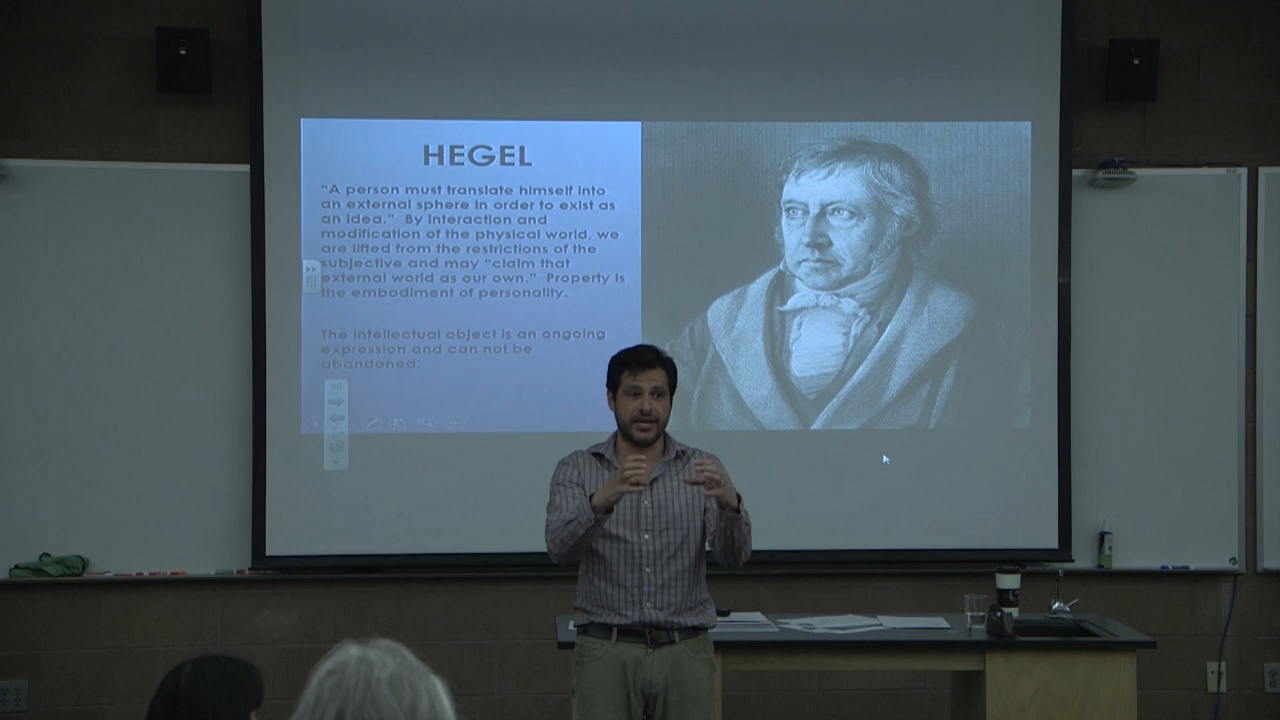 HEGEL
"A person must translate himself into
an external sphere in order to exist as
an idea." By interaction and
modification of the physical world, we
are lifted from the restrictions of the
subjective and may "claim that
external world as our own." Property is
the embodiment of personality.
The intellectual object is an ongoing
expression and can not be
abandoned.